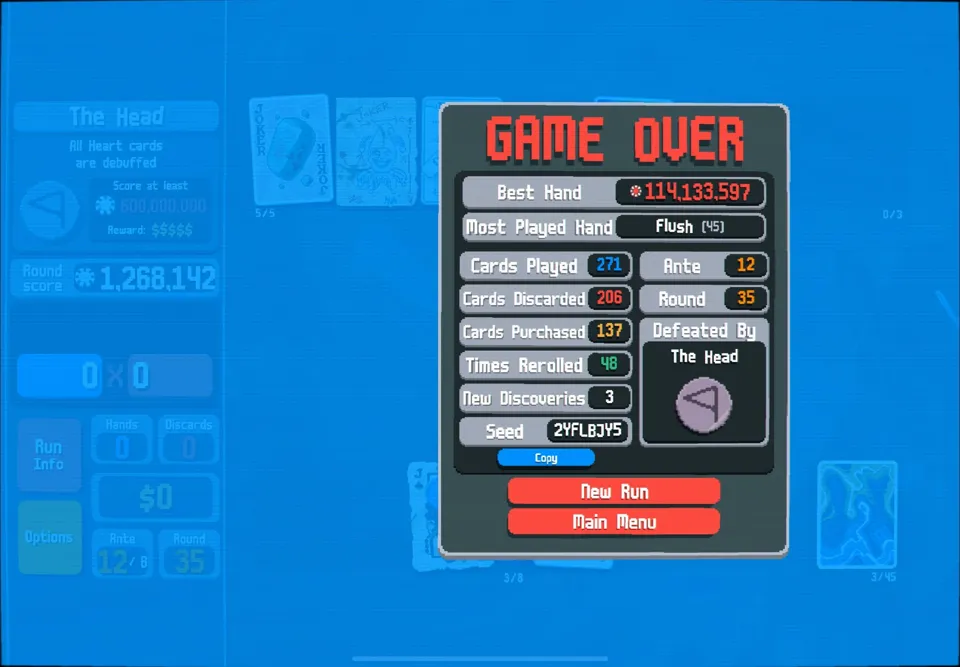 The Head
All Heart cards
are debuffed
Score at least
600,000,000
Reward: $$$$$
Round
score
1,268,142
0 X 0
Run
Info
Hands
0
Discards
0
$0
Options
Ante
12/8
Round
35
JOKER
JOKER
5/5
0/3
3/8
3/45
GAME OVER
Best Hand
114,133,597
Most Played Hand
Flush (45)
Cards Played
271
Cards Discarded
206
Cards Purchased
137
Times Rerolled
48
New Discoveries
3
Seed
2YFLBJY5
Copy
Ante
12
Round
35
Defeated By
The Head
New Run
Main Menu